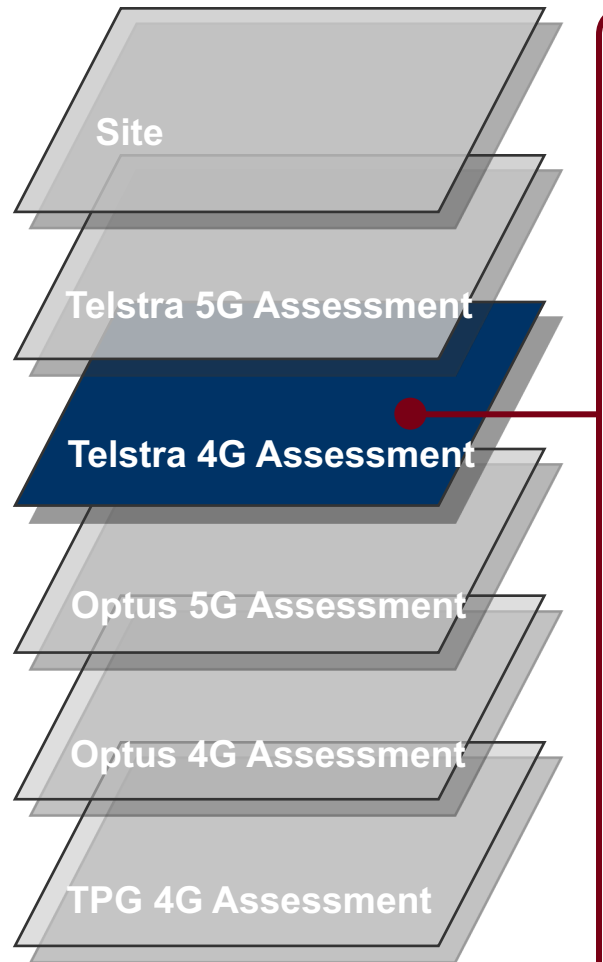 Site
Telstra 5G Assessment
Telstra 4G Assessment
Optus 5G Assessment
Optus 4G Assessment
TPG 4G Assessment